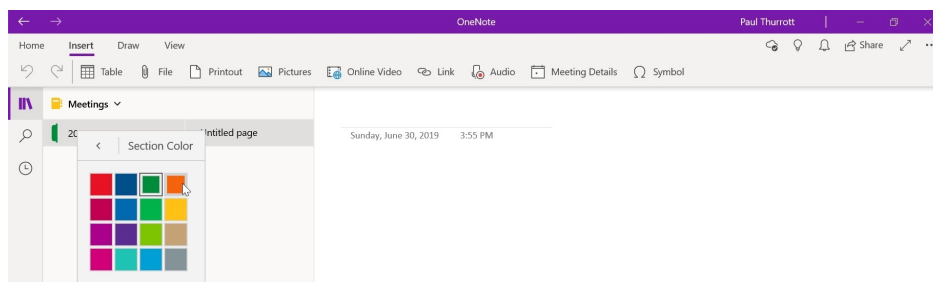 OneNote
Paul Thurrott
Home Insert Draw View
Share
Table File Printout Pictures Online Video Link Audio Meeting Details Symbol
Meetings
20
Untitled page
Sunday, June 30, 2019 3:55 PM
Section Color